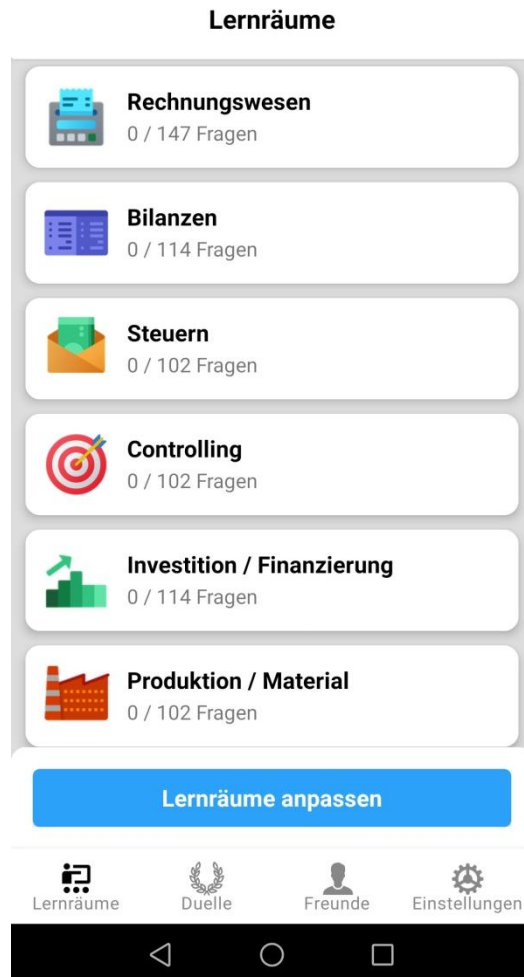 Lernräume
Rechnungswesen
0 / 147 Fragen
Bilanzen
0 / 114 Fragen
Steuern
0 / 102 Fragen
Controlling
0 / 102 Fragen
Investition / Finanzierung
0 / 114 Fragen
Produktion / Material
0 / 102 Fragen
Lernräume anpassen
Lernräume Duelle Freunde Einstellungen